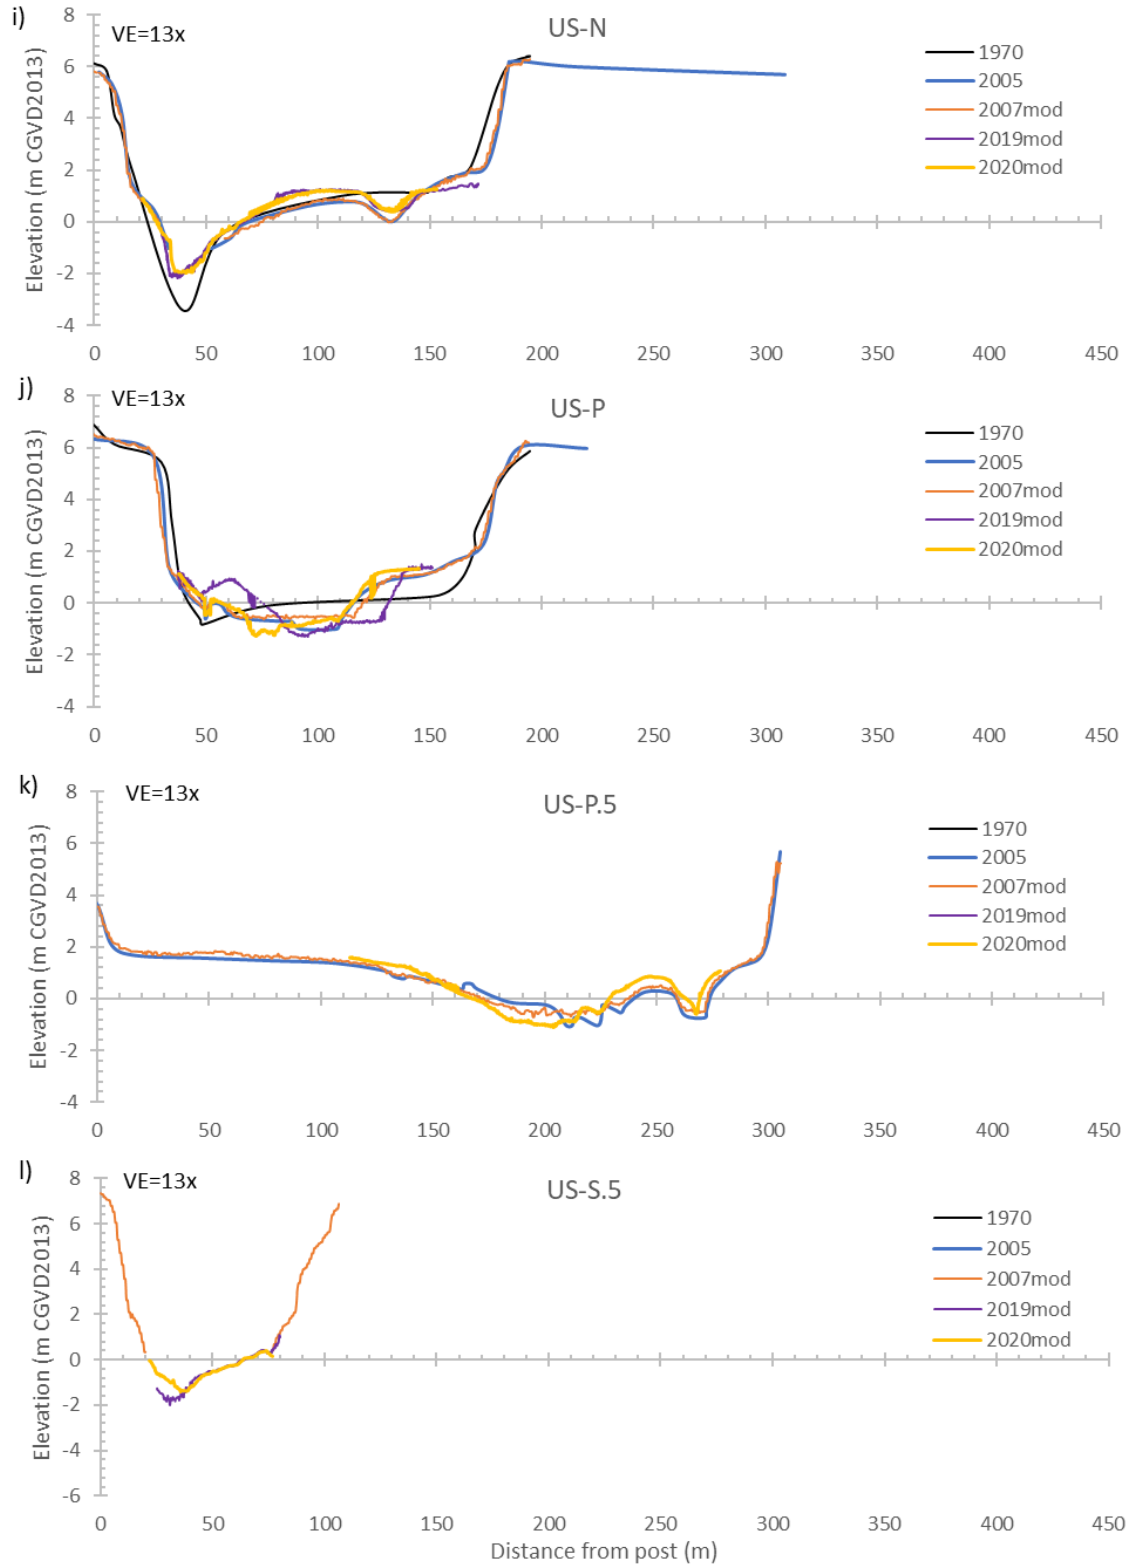 i)
VE=13x
US-N
Elevation (m CGVD2013)
8
6
4
2
0
-2
-4
0 50 100 150 200 250 300 350 400 450
1970
2005
2007mod
2019mod
2020mod
j)
VE=13x
US-P
Elevation (m CGVD2013)
8
6
4
2
0
-2
-4
0 50 100 150 200 250 300 350 400 450
1970
2005
2007mod
2019mod
2020mod
k)
VE=13x
US-P.5
Elevation (m CGVD2013)
8
6
4
2
0
-2
-4
0 50 100 150 200 250 300 350 400 450
1970
2005
2007mod
2019mod
2020mod
l)
VE=13x
US-S.5
Elevation (m CGVD2013)
8
6
4
2
0
-2
-4
-6
0 50 100 150 200 250 300 350 400 450
1970
2005
2007mod
2019mod
2020mod
Distance from post (m)